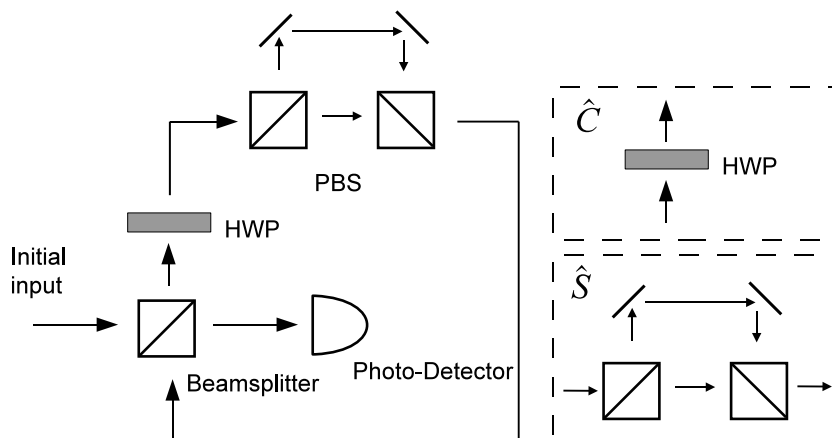 PBS
HWP
Initial
input
Beamsplitter
Photo-Detector
Ĉ
HWP
Ŝ